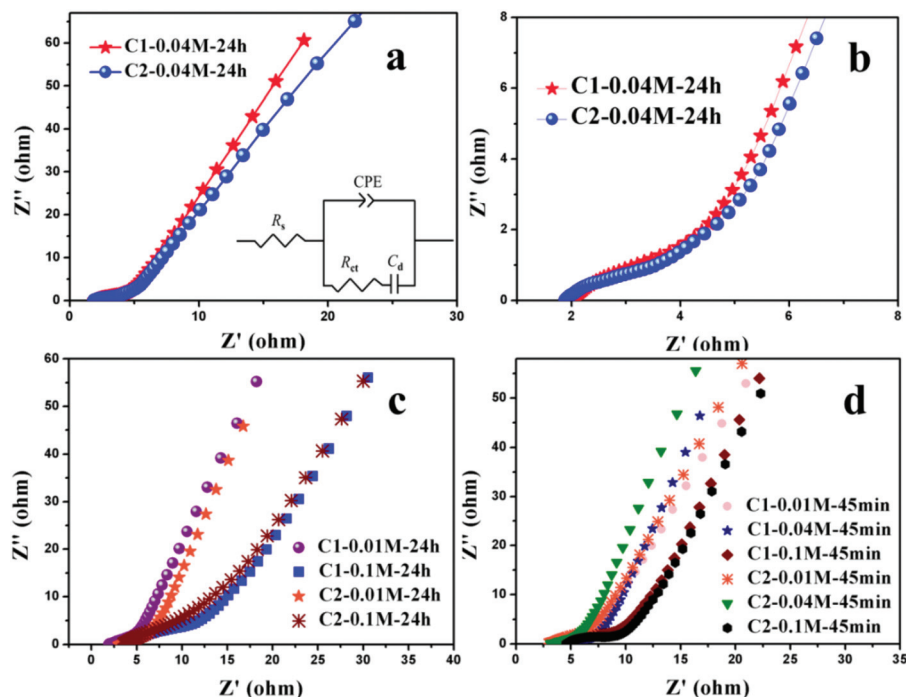 a
C1-0.04M-24h
C2-0.04M-24h
CPE
Rs
Rct
Cd
Z'' (ohm)
60
50
40
30
20
10
0
0 10 20 30
Z' (ohm)
b
C1-0.04M-24h
C2-0.04M-24h
Z'' (ohm)
8
6
4
2
0
2 4 6 8
Z' (ohm)
c
C1-0.01M-24h
C1-0.1M-24h
C2-0.01M-24h
C2-0.1M-24h
Z'' (ohm)
60
50
40
30
20
10
0
0 5 10 15 20 25 30 35 40
Z' (ohm)
d
C1-0.01M-45min
C1-0.04M-45min
C1-0.1M-45min
C2-0.01M-45min
C2-0.04M-45min
C2-0.1M-45min
Z'' (ohm)
50
40
30
20
10
0
0 5 10 15 20 25 30 35
Z' (ohm)